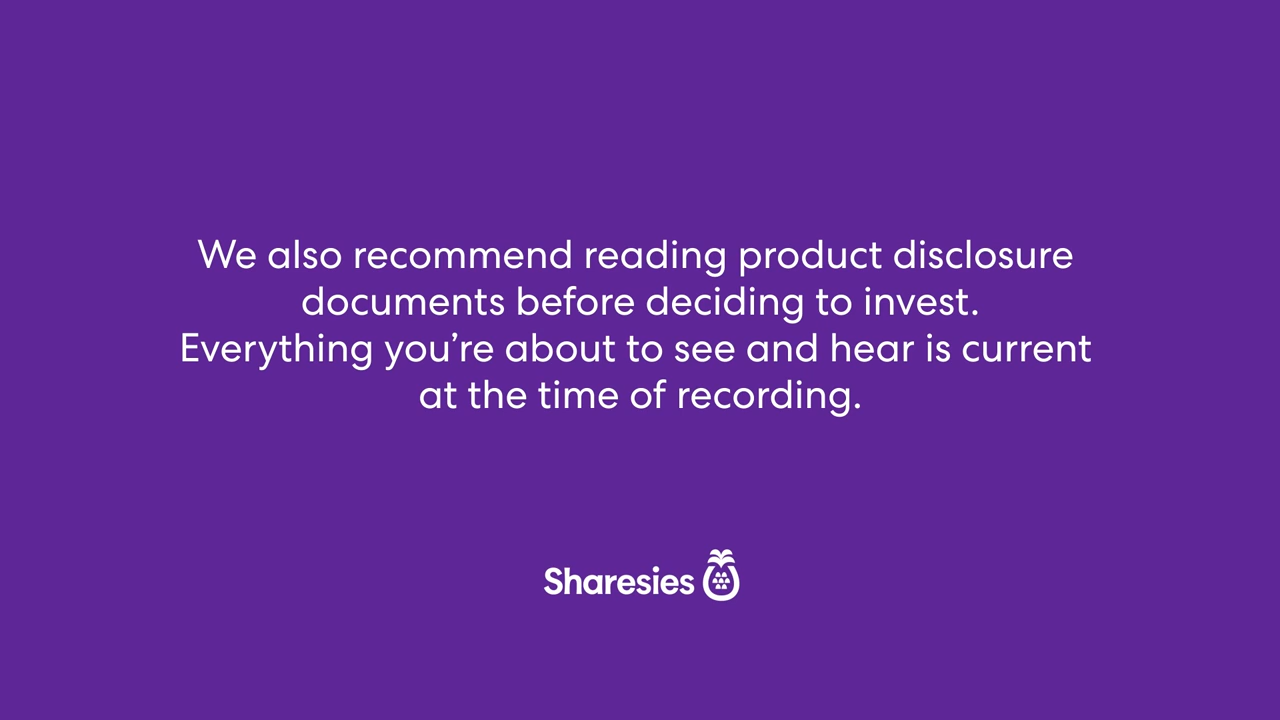 We also recommend reading product disclosure
documents before deciding to invest.
Everything you’re about to see and hear is current
at the time of recording.
Sharesies